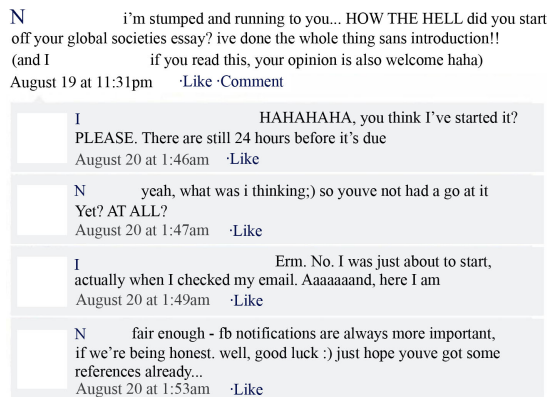 N i'm stumped and running to you... HOW THE HELL did you start
off your global societies essay? ive done the whole thing sans introduction!!
(and I if you read this, your opinion is also welcome haha)
August 19 at 11:31pm ·Like ·Comment
I HAHAHAHA, you think I've started it?
PLEASE. There are still 24 hours before it's due
August 20 at 1:46am ·Like
N yeah, what was i thinking;) so youve not had a go at it
Yet? AT ALL?
August 20 at 1:47am ·Like
I Erm. No. I was just about to start,
actually when I checked my email. Aaaaaaand, here I am
August 20 at 1:49am ·Like
N fair enough - fb notifications are always more important,
if we're being honest. well, good luck :) just hope youve got some
references already...
August 20 at 1:53am ·Like